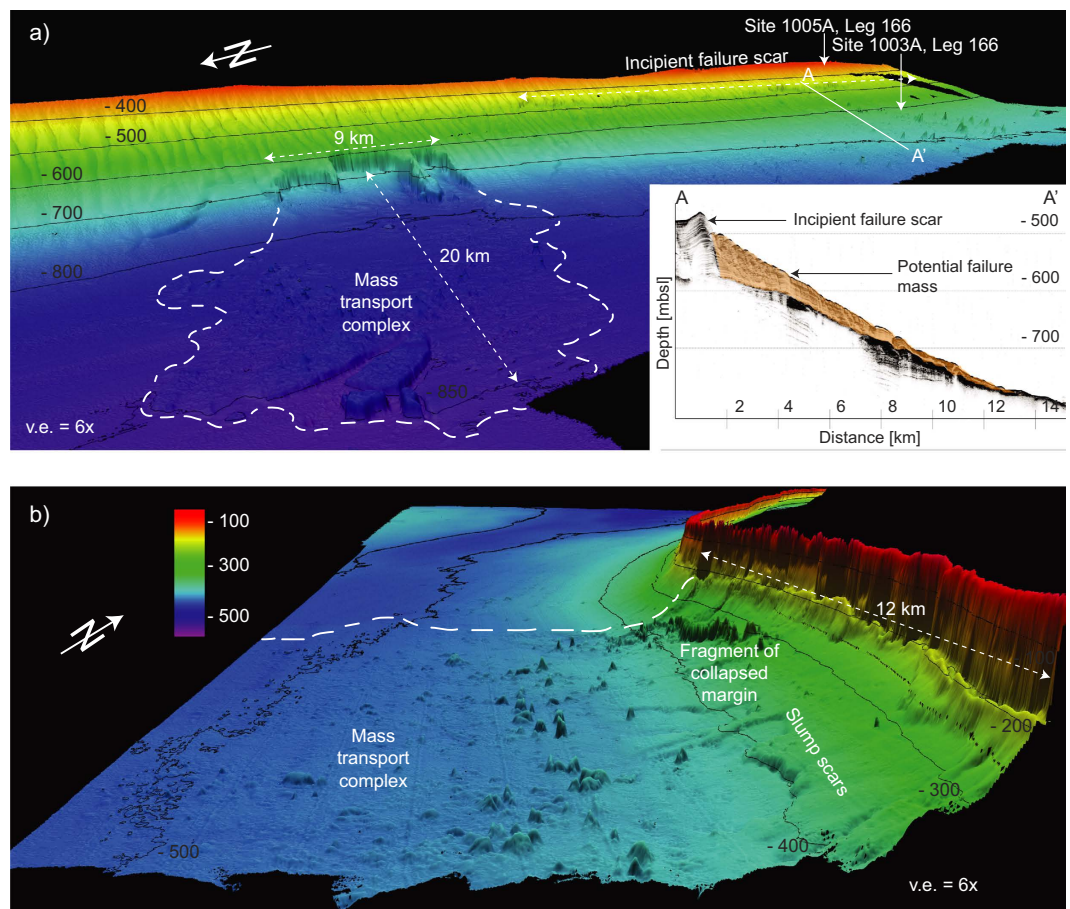 a)
N
Site 1005A, Leg 166
Site 1003A, Leg 166
Incipient failure scar
A
A'
- 400
- 500
- 600
- 700
- 800
9 km
20 km
Mass
transport
complex
- 850
v.e. = 6x
A
A'
Incipient failure scar
Potential failure
mass
- 500
- 600
- 700
Depth [mbsl]
2 4 6 8 10 12 14
Distance [km]
b)
- 100
- 300
- 500
N
12 km
Fragment of
collapsed
margin
Slump scars
Mass
transport
complex
- 200
- 300
- 400
- 500
v.e. = 6x